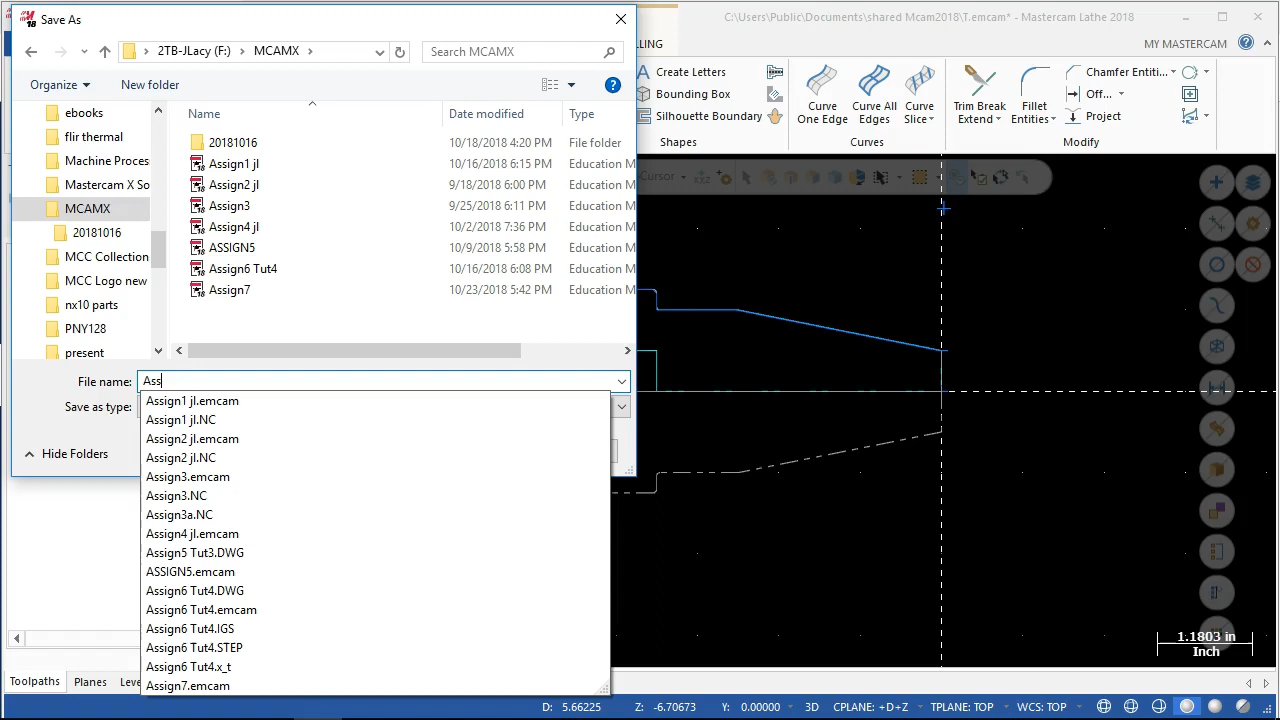 18
Save As
C:\Users\Public\Documents\shared Mcam2018\T.emcam* - Mastercam Lathe 2018
2TB-JLacy (F:)
MCAMX
Search MCAMX
LLING
MY MASTERCAM
Organize
New folder
Create Letters
Bounding Box
Silhouette Boundary
Shapes
Curve One Edge
Curve All Edges
Curve Slice
Curves
Trim Break Extend
Fillet Entities
Chamfer Entiti...
Off...
Project
Modify
ebooks
flir thermal
Machine Proces
Mastercam X So
MCAMX
20181016
MCC Collection
MCC Logo new
nx10 parts
PNY128
present
Name Date modified Type
20181016 10/18/2018 4:20 PM File folder
Assign1 jl 10/16/2018 6:15 PM Education M
Assign2 jl 9/18/2018 6:00 PM Education M
Assign3 9/25/2018 6:11 PM Education M
Assign4 jl 10/2/2018 7:36 PM Education M
ASSIGN5 10/9/2018 5:58 PM Education M
Assign6 Tut4 10/16/2018 6:08 PM Education M
Assign7 10/23/2018 5:42 PM Education M
Cursor
File name: Ass
Save as type:
Hide Folders
Assign1 jl.emcam
Assign1 jl.NC
Assign2 jl.emcam
Assign2 jl.NC
Assign3.emcam
Assign3.NC
Assign3a.NC
Assign4 jl.emcam
Assign5 Tut3.DWG
ASSIGN5.emcam
Assign6 Tut4.DWG
Assign6 Tut4.emcam
Assign6 Tut4.IGS
Assign6 Tut4.STEP
Assign6 Tut4.x_t
Assign7.emcam
1.1803 in
Inch
Toolpaths Planes Leve
D: 5.66225 Z: -6.70673 Y: 0.00000 3D CPLANE: +D+Z TPLANE: TOP WCS: TOP